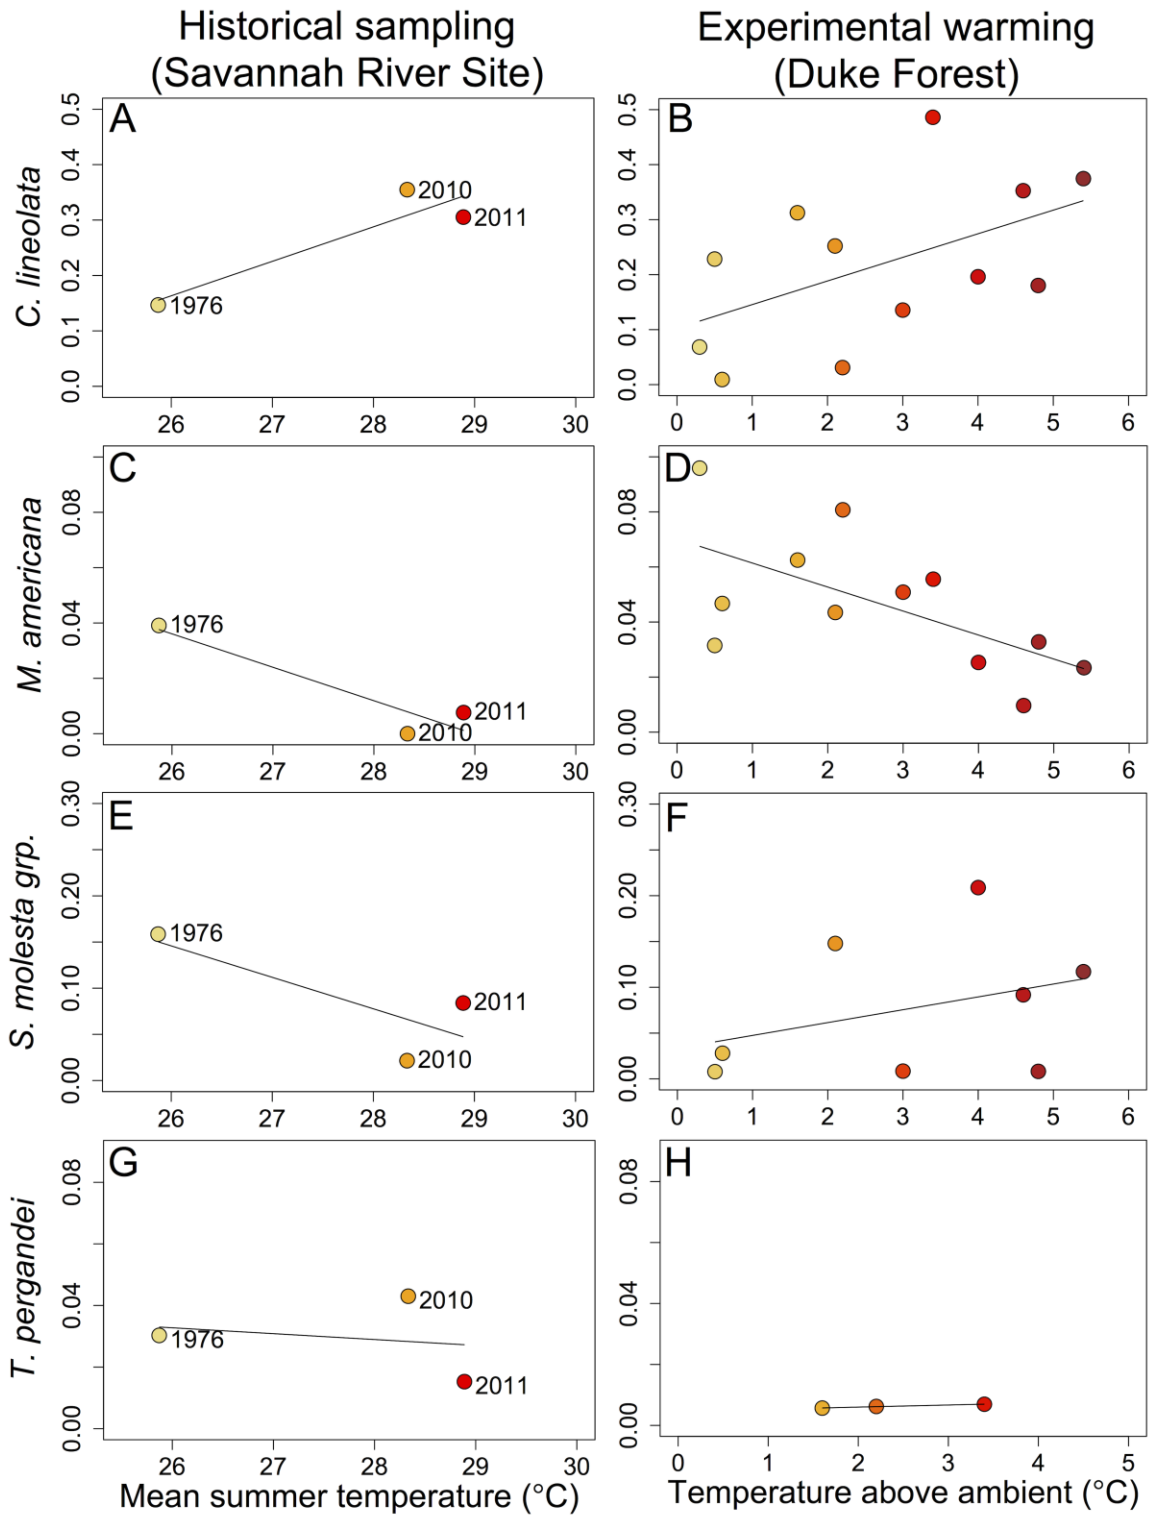 Historical sampling
(Savannah River Site)
Experimental warming
(Duke Forest)
C. lineolata
0.0 0.1 0.2 0.3 0.4 0.5
A
1976
2010
2011
26 27 28 29 30
0.0 0.1 0.2 0.3 0.4 0.5
B
0 1 2 3 4 5 6
M. americana
0.00 0.04 0.08
C
1976
2010
2011
26 27 28 29 30
0.00 0.04 0.08
D
0 1 2 3 4 5 6
S. molesta grp.
0.00 0.10 0.20 0.30
E
1976
2011
2010
26 27 28 29 30
0.00 0.10 0.20 0.30
F
0 1 2 3 4 5 6
T. pergandei
0.00 0.04 0.08
G
1976
2010
2011
26 27 28 29 30
0.00 0.04 0.08
H
0 1 2 3 4 5
Mean summer temperature (°C)
Temperature above ambient (°C)